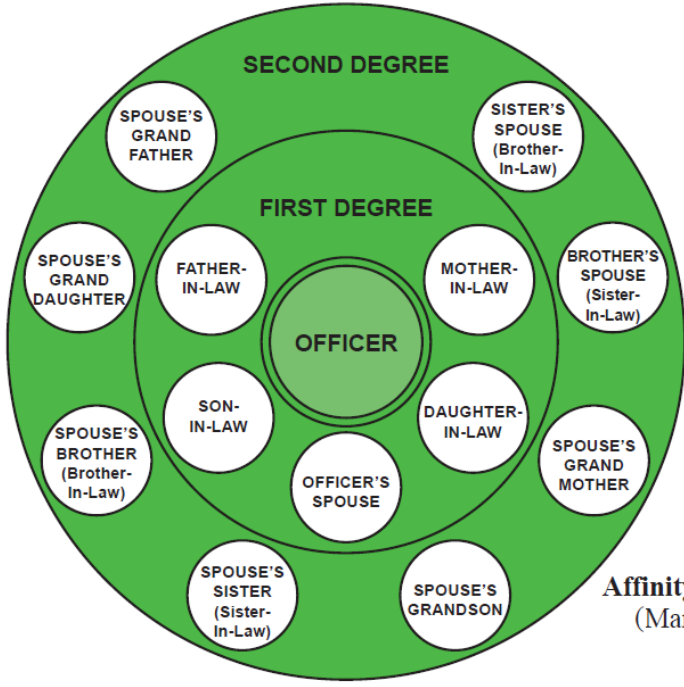 SECOND DEGREE
SPOUSE'S
GRAND
FATHER
SISTER'S
SPOUSE
(Brother-
In-Law)
FIRST DEGREE
SPOUSE'S
GRAND
DAUGHTER
FATHER-
IN-LAW
MOTHER-
IN-LAW
BROTHER'S
SPOUSE
(Sister-
In-Law)
OFFICER
SON-
IN-LAW
DAUGHTER-
IN-LAW
SPOUSE'S
BROTHER
(Brother-
In-Law)
OFFICER'S
SPOUSE
SPOUSE'S
GRAND
MOTHER
SPOUSE'S
SISTER
(Sister-
In-Law)
SPOUSE'S
GRANDSON
Affinity
(Mar